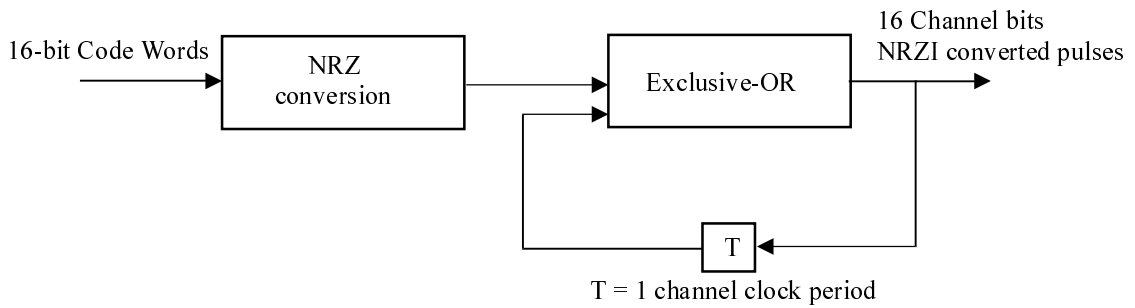 16 Channel bits
NRZI converted pulses
16-bit Code Words
NRZ
conversion
Exclusive-OR
T
T = 1 channel clock period